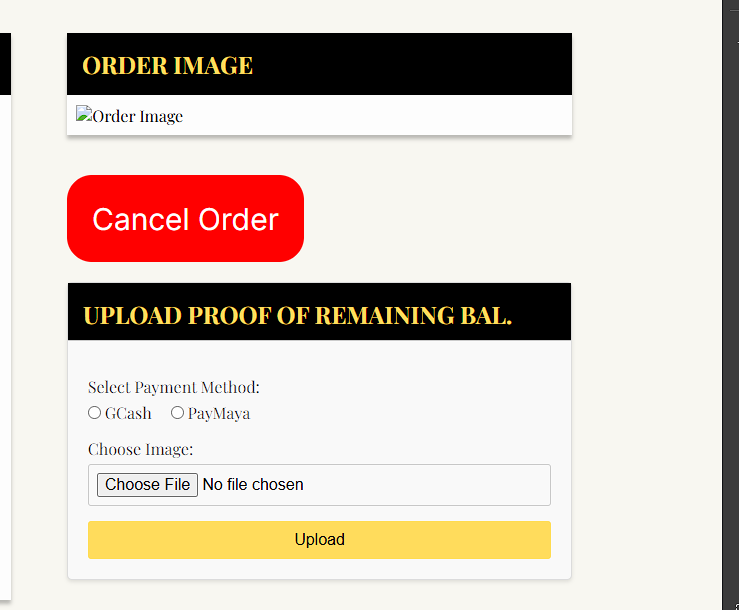 ORDER IMAGE
Order Image
Cancel Order
UPLOAD PROOF OF REMAINING BAL.
Select Payment Method:
GCash PayMaya
Choose Image:
Choose File No file chosen
Upload